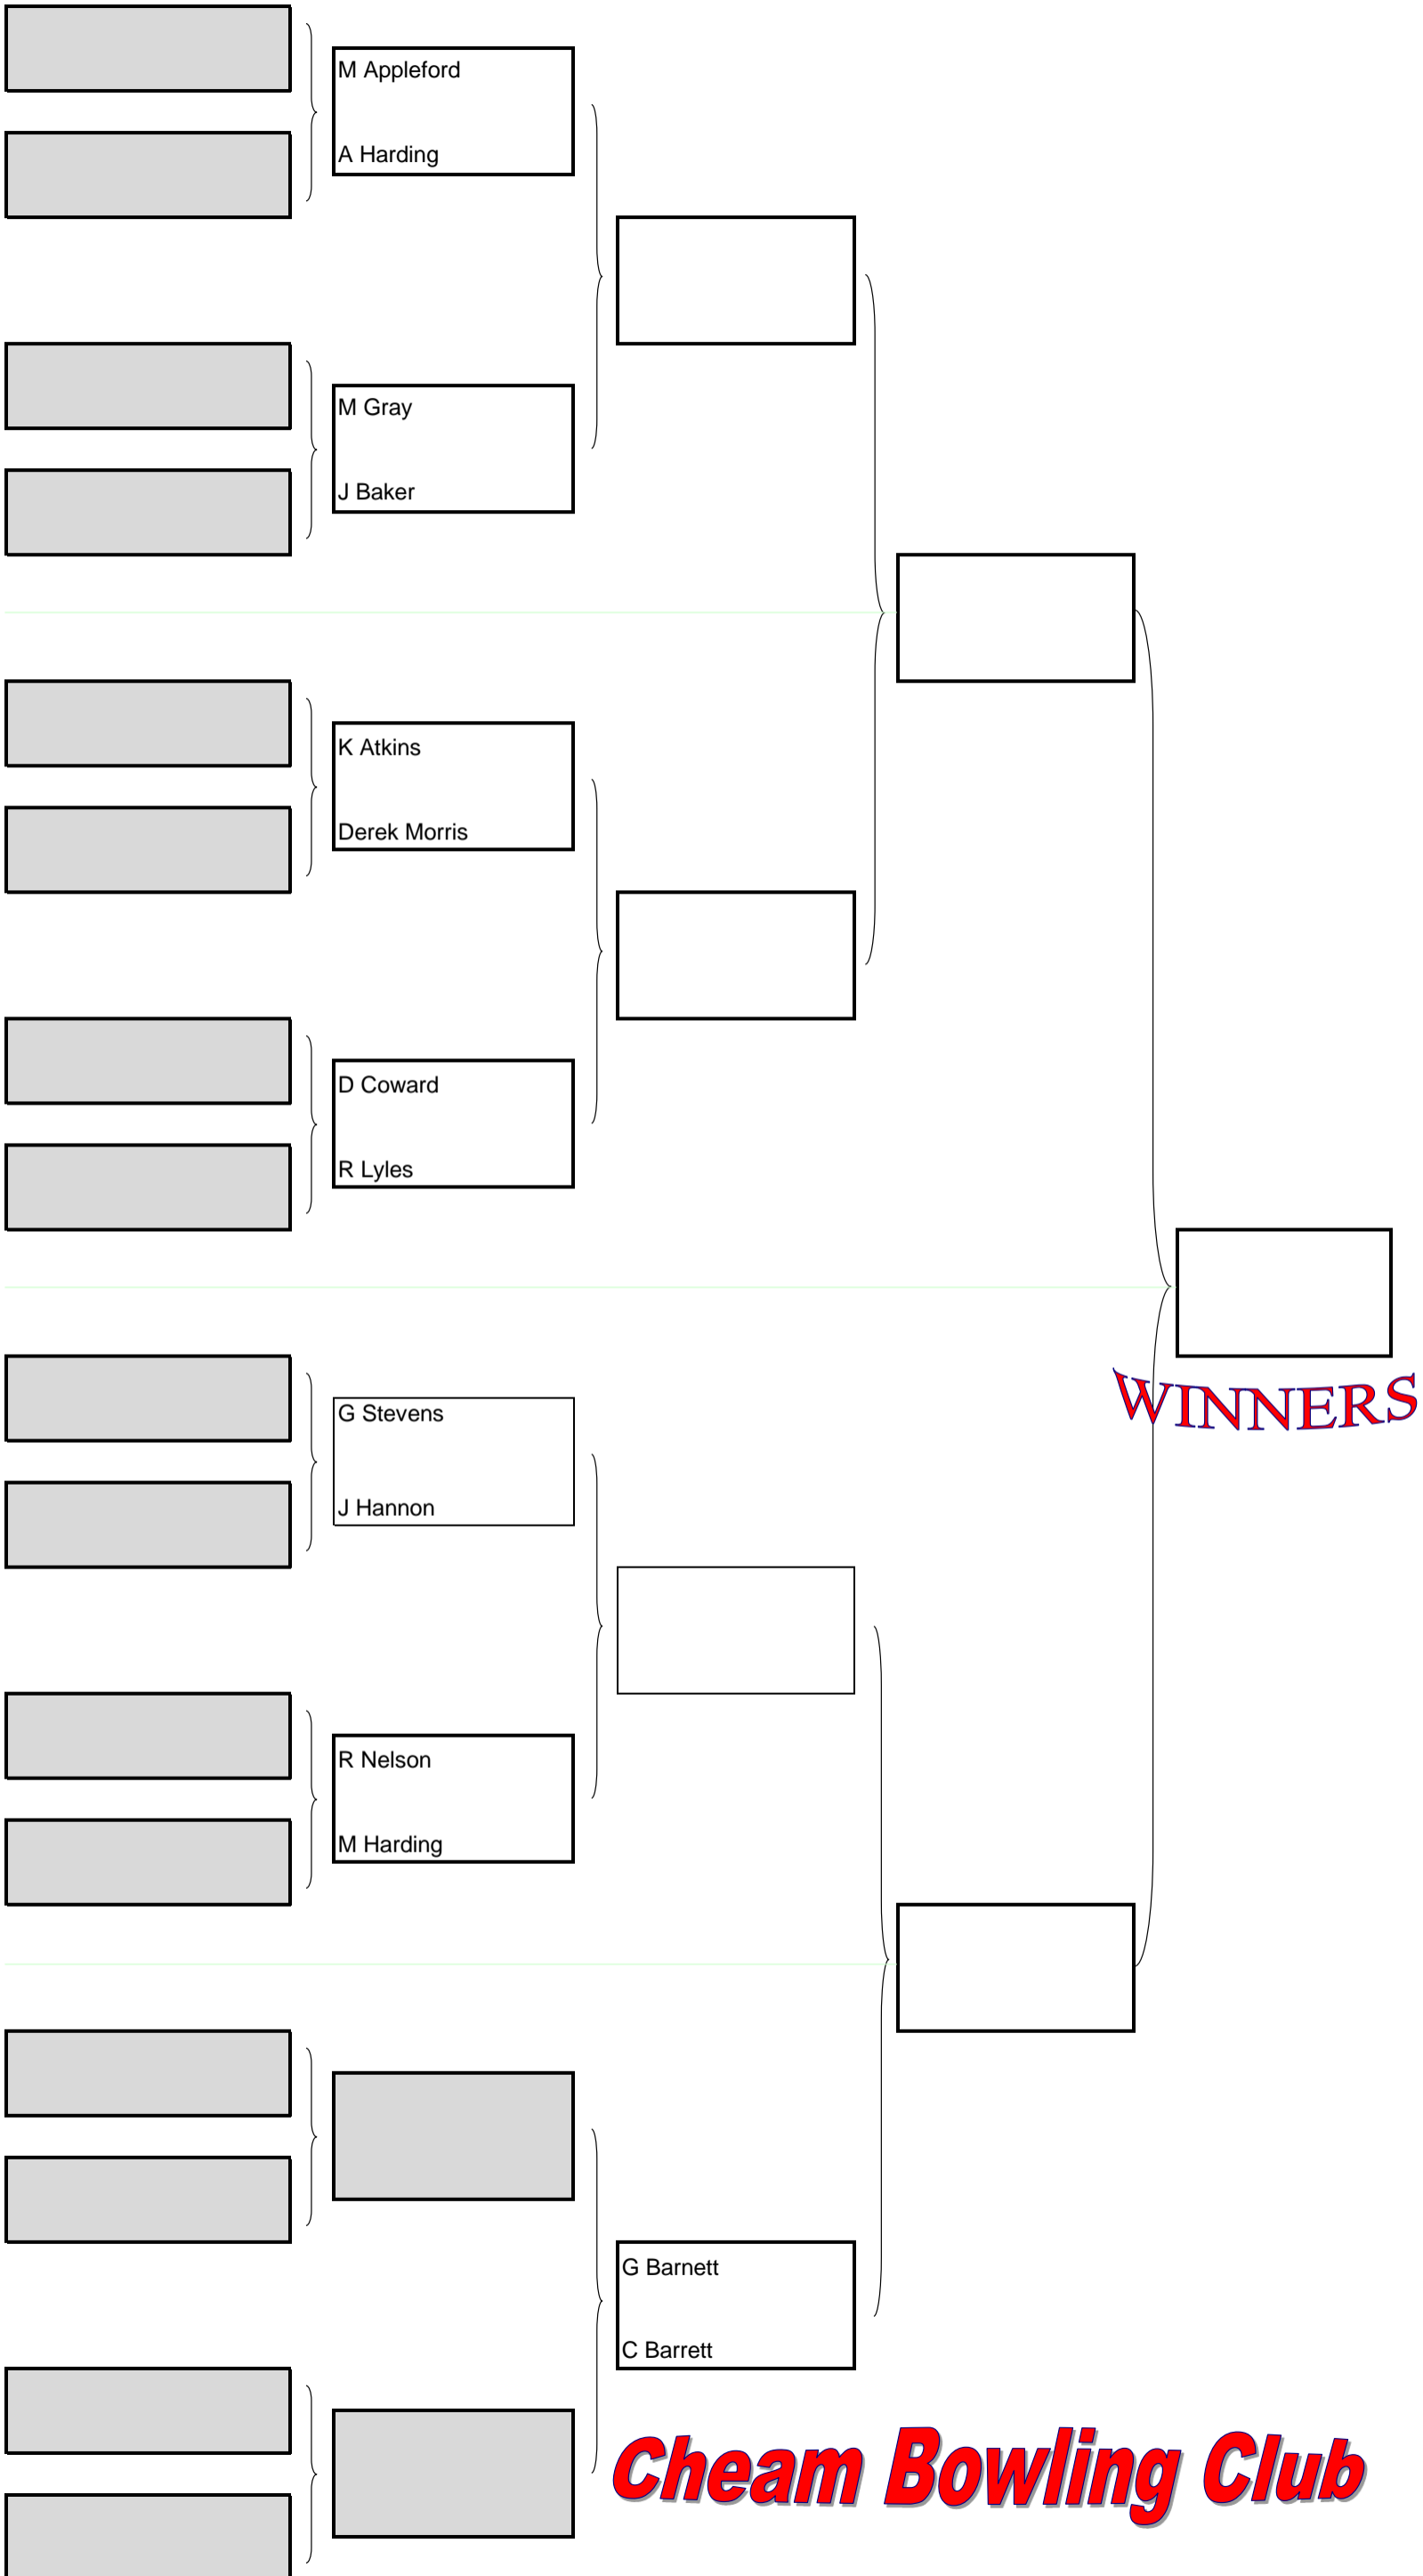 M Appleford
A Harding
M Gray
J Baker
K Atkins
Derek Morris
D Coward
R Lyles
WINNERS
G Stevens
J Hannon
R Nelson
M Harding
G Barnett
C Barrett
Cheam Bowling Club